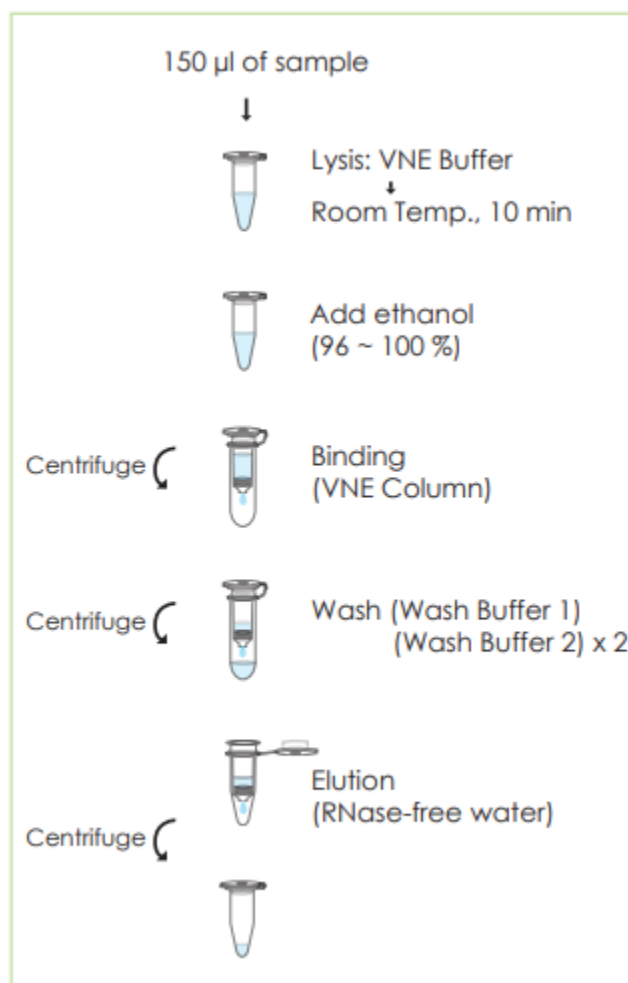 150 µl of sample
Lysis: VNE Buffer
Room Temp., 10 min
Add ethanol
(96 ~ 100 %)
Centrifuge
Binding
(VNE Column)
Centrifuge
Wash (Wash Buffer 1)
(Wash Buffer 2) x 2
Elution
(RNase-free water)
Centrifuge